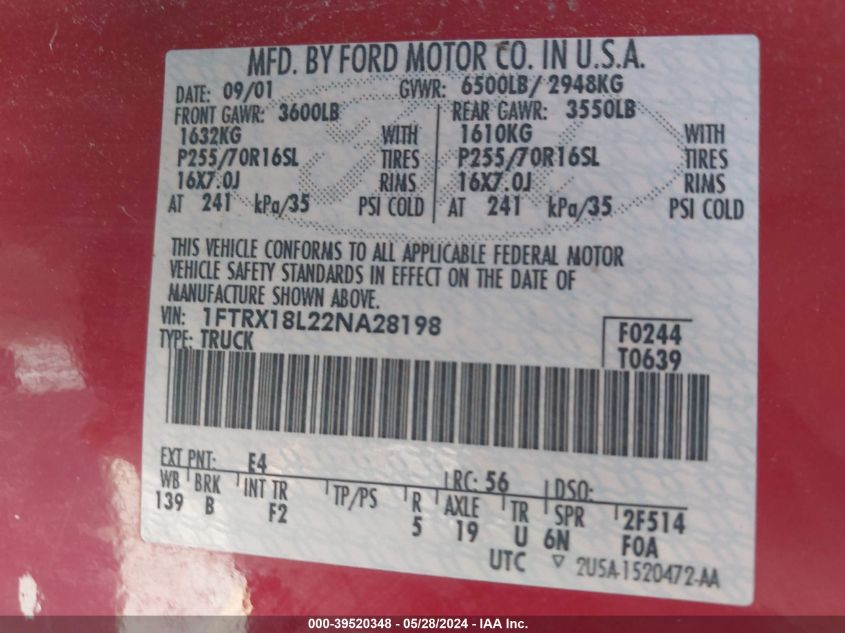 MFD. BY FORD MOTOR CO. IN U.S.A.
DATE: 09/01 GVWR: 6500LB/ 2948KG
FRONT GAWR: 3600LB REAR GAWR: 3550LB
1632KG WITH 1610KG WITH
P255/70R16SL TIRES P255/70R16SL TIRES
16X7.0J RIMS 16X7.0J RIMS
AT 241 kPa/35 PSI COLD AT 241 kPa/35 PSI COLD
THIS VEHICLE CONFORMS TO ALL APPLICABLE FEDERAL MOTOR
VEHICLE SAFETY STANDARDS IN EFFECT ON THE DATE OF
MANUFACTURE SHOWN ABOVE.
VIN: 1FTRX18L22NA28198 F0244
TYPE: TRUCK T0639
EXT PNT: E4 RC: 56 DSO:
WB BRK INT TR TP/PS R AXLE TR SPR 2F514
139 B F2 5 19 U 6N F0A
UTC ▽ 2U5A-1520472-AA
000-39520348 - 05/28/2024 - IAA Inc.